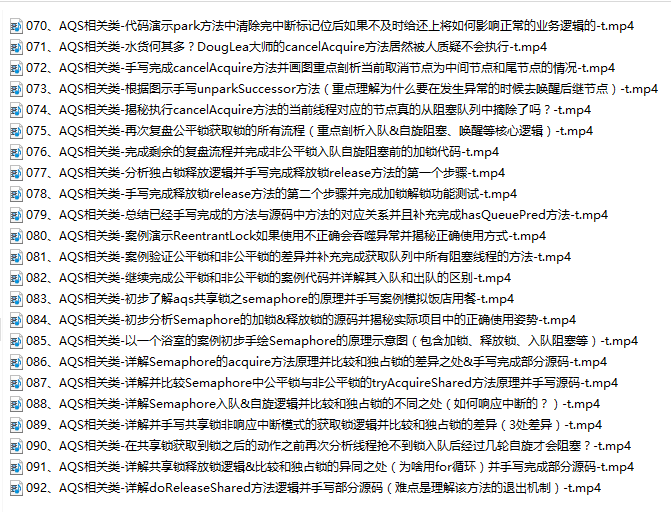 070、AQS相关类-代码演示park方法中清除完中断标记位后如果不及时给还上将如何影响正常的业务逻辑的-t.mp4
071、AQS相关类-水货何其多？DougLea大师的cancelAcquire方法居然被人质疑不会执行-t.mp4
072、AQS相关类-手写完成cancelAcquire方法并画图重点剖析当前取消节点为中间节点和尾节点的情况-t.mp4
073、AQS相关类-根据图示手写unparkSuccessor方法（重点理解为什么要在发生异常的时候去唤醒后继节点）-t.mp4
074、AQS相关类-揭秘执行cancelAcquire方法的当前线程对应的节点真的从阻塞队列中摘除了吗？-t.mp4
075、AQS相关类-再次复盘公平锁获取锁的所有流程（重点剖析入队&自旋阻塞、唤醒等核心逻辑）-t.mp4
076、AQS相关类-完成剩余的复盘流程并完成非公平锁入队自旋阻塞前的加锁代码-t.mp4
077、AQS相关类-分析独占锁释放逻辑并手写完成释放锁release方法的第一个步骤-t.mp4
078、AQS相关类-手写完成释放锁release方法的第二个步骤并完成加锁解锁功能测试-t.mp4
079、AQS相关类-总结已经手写完成的方法与源码中方法的对应关系并且补充完成hasQueuePred方法-t.mp4
080、AQS相关类-案例演示ReentrantLock如果使用不正确会吞噬异常并揭秘正确使用方式-t.mp4
081、AQS相关类-案例验证公平锁和非公平锁的差异并补充完成获取队列中所有阻塞线程的方法-t.mp4
082、AQS相关类-继续完成公平锁和非公平锁的案例代码并详解其入队和出队的区别-t.mp4
083、AQS相关类-初步了解aqs共享锁之semaphore的原理并手写案例模拟饭店用餐-t.mp4
084、AQS相关类-初步分析Semaphore的加锁&释放锁的源码并揭秘实际项目中的正确使用姿势-t.mp4
085、AQS相关类-以一个浴室的案例初步手绘Semaphore的原理示意图（包含加锁、释放锁、入队阻塞等）-t.mp4
086、AQS相关类-详解Semaphore的acquire方法原理并比较和独占锁的差异之处&手写完成部分源码-t.mp4
087、AQS相关类-详解并比较Semaphore中公平锁与非公平锁的tryAcquireShared方法原理并手写源码-t.mp4
088、AQS相关类-详解Semaphore入队&自旋逻辑并比较和独占锁的不同之处（如何响应中断的？）-t.mp4
089、AQS相关类-详解并手写共享锁非响应中断模式的获取锁逻辑并比较和独占锁的差异（3处差异）-t.mp4
090、AQS相关类-在共享锁获取到锁之后的动作之前再次分析线程抢不到锁入队后经过几轮自旋才会阻塞？-t.mp4
091、AQS相关类-详解共享锁释放锁逻辑&比较和独占锁的异同之处（为啥用for循环）并手写完成部分源码-t.mp4
092、AQS相关类-详解doReleaseShared方法逻辑并手写部分源码（难点是理解该方法的退出机制）-t.mp4